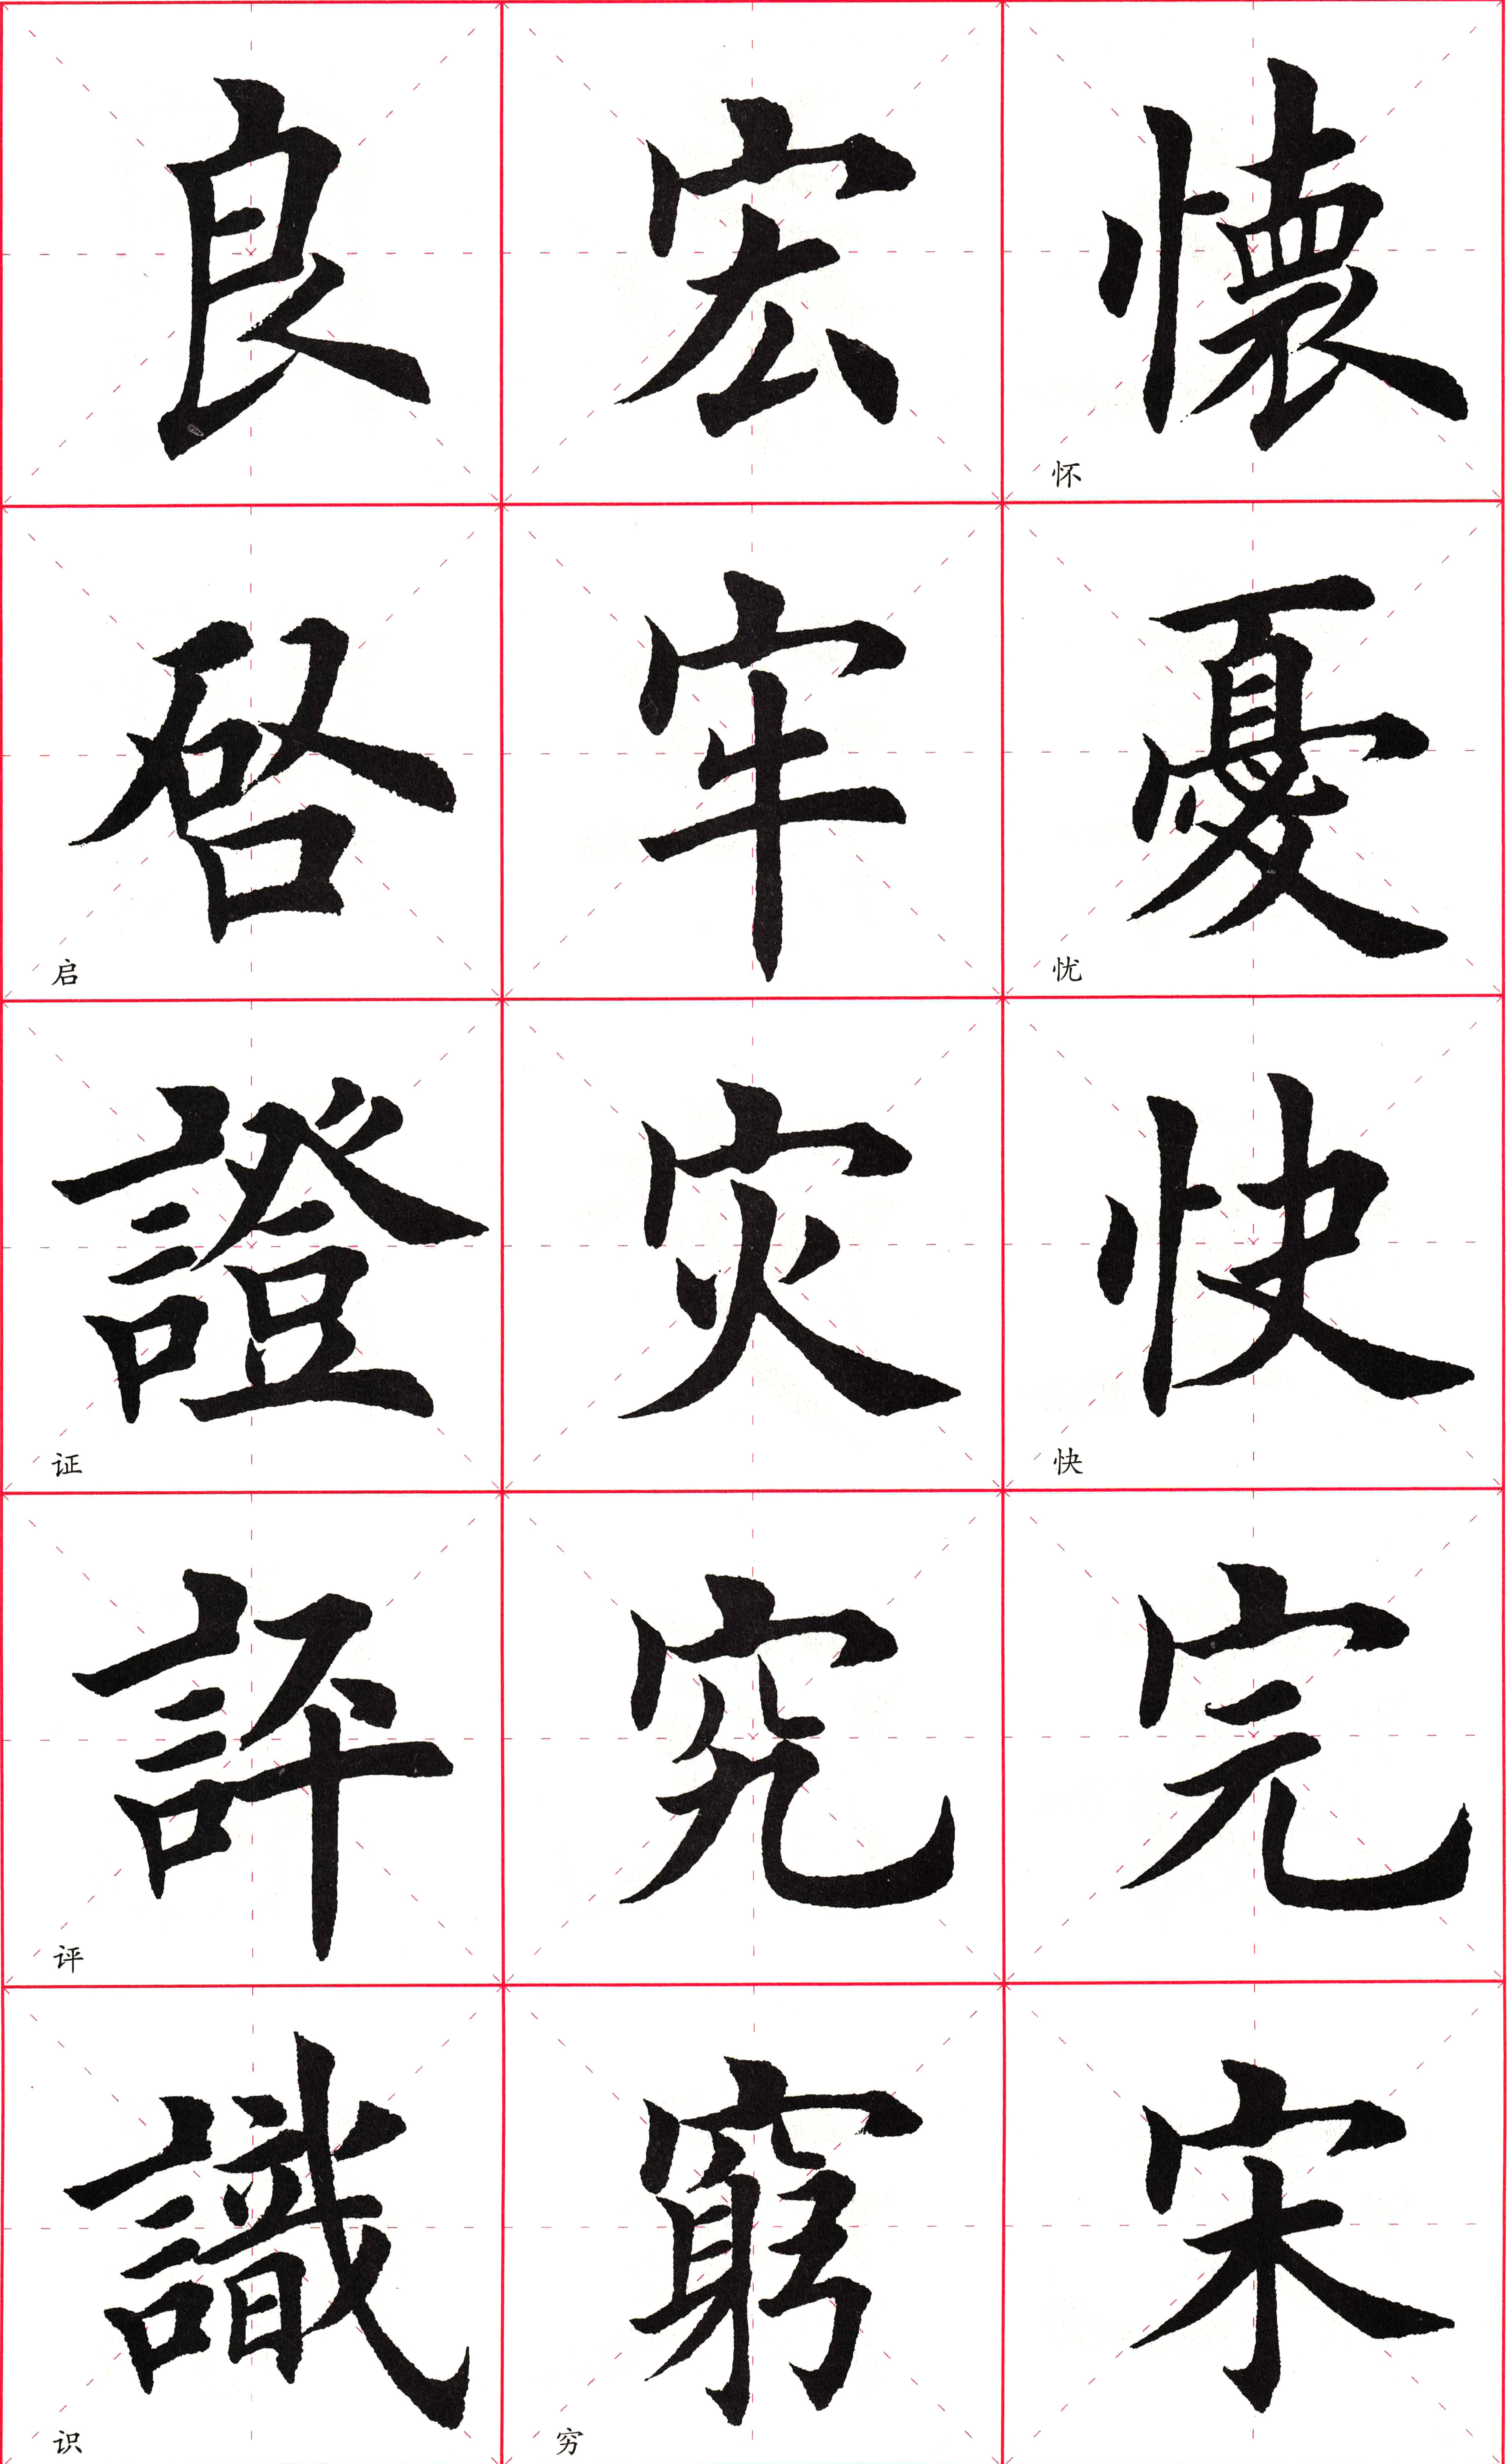 懷怀憂忧快快完宋
宏牢灾究窮穷
良啓启證证評评識识